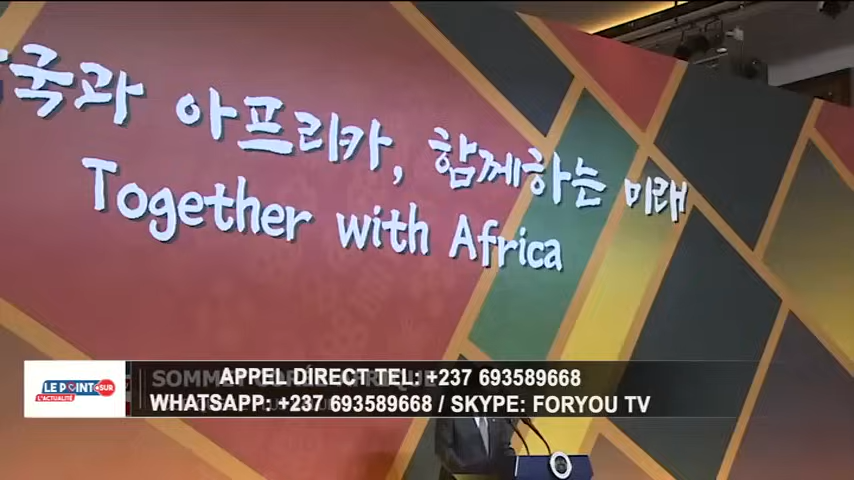 국과 아프리카, 함께하는 미래
Together with Africa
LE POINT SUR
L'ACTUALITÉ
APPEL DIRECT TEL: +237 693589668
WHATSAPP: +237 693589668 / SKYPE: FORYOU TV